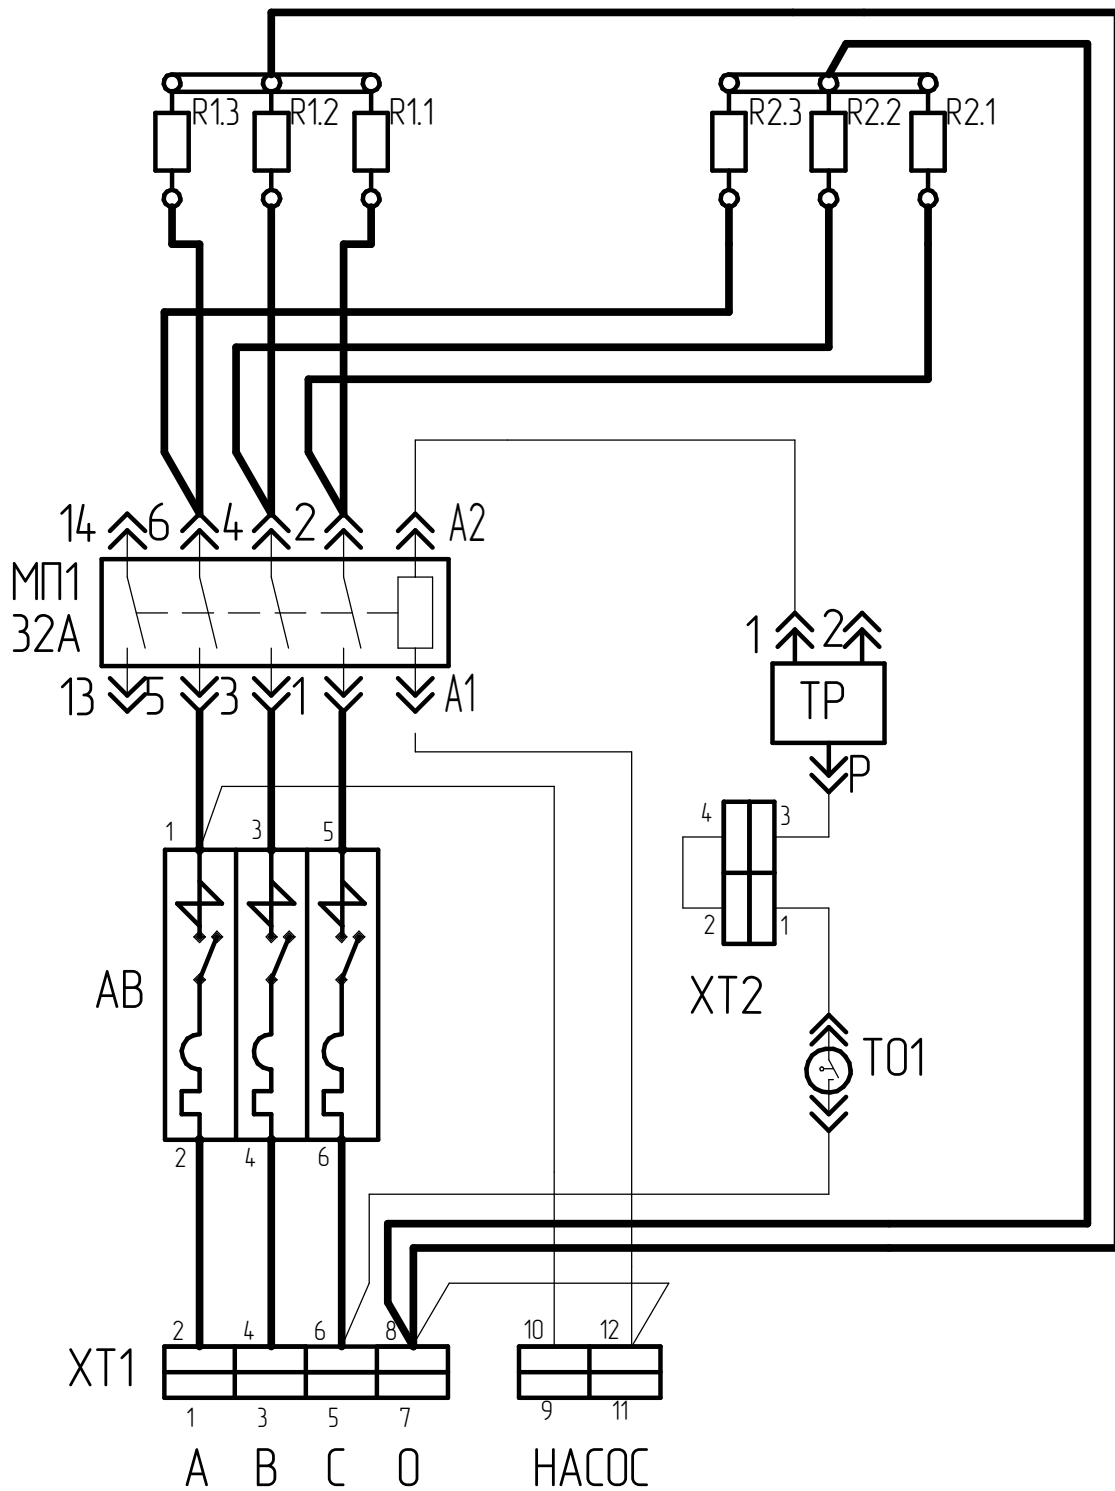 R1.3 R1.2 R1.1 R2.3 R2.2 R2.1
14 6 4 2 A2
МП1
32А
1 2
ТР
13 5 3 1 A1
P
4 3
1 3 5
2 1
АВ
ХТ2
ТО1
2 4 6
2 4 6 8 10 12
ХТ1
1 3 5 7 9 11
А В С О НАСОС